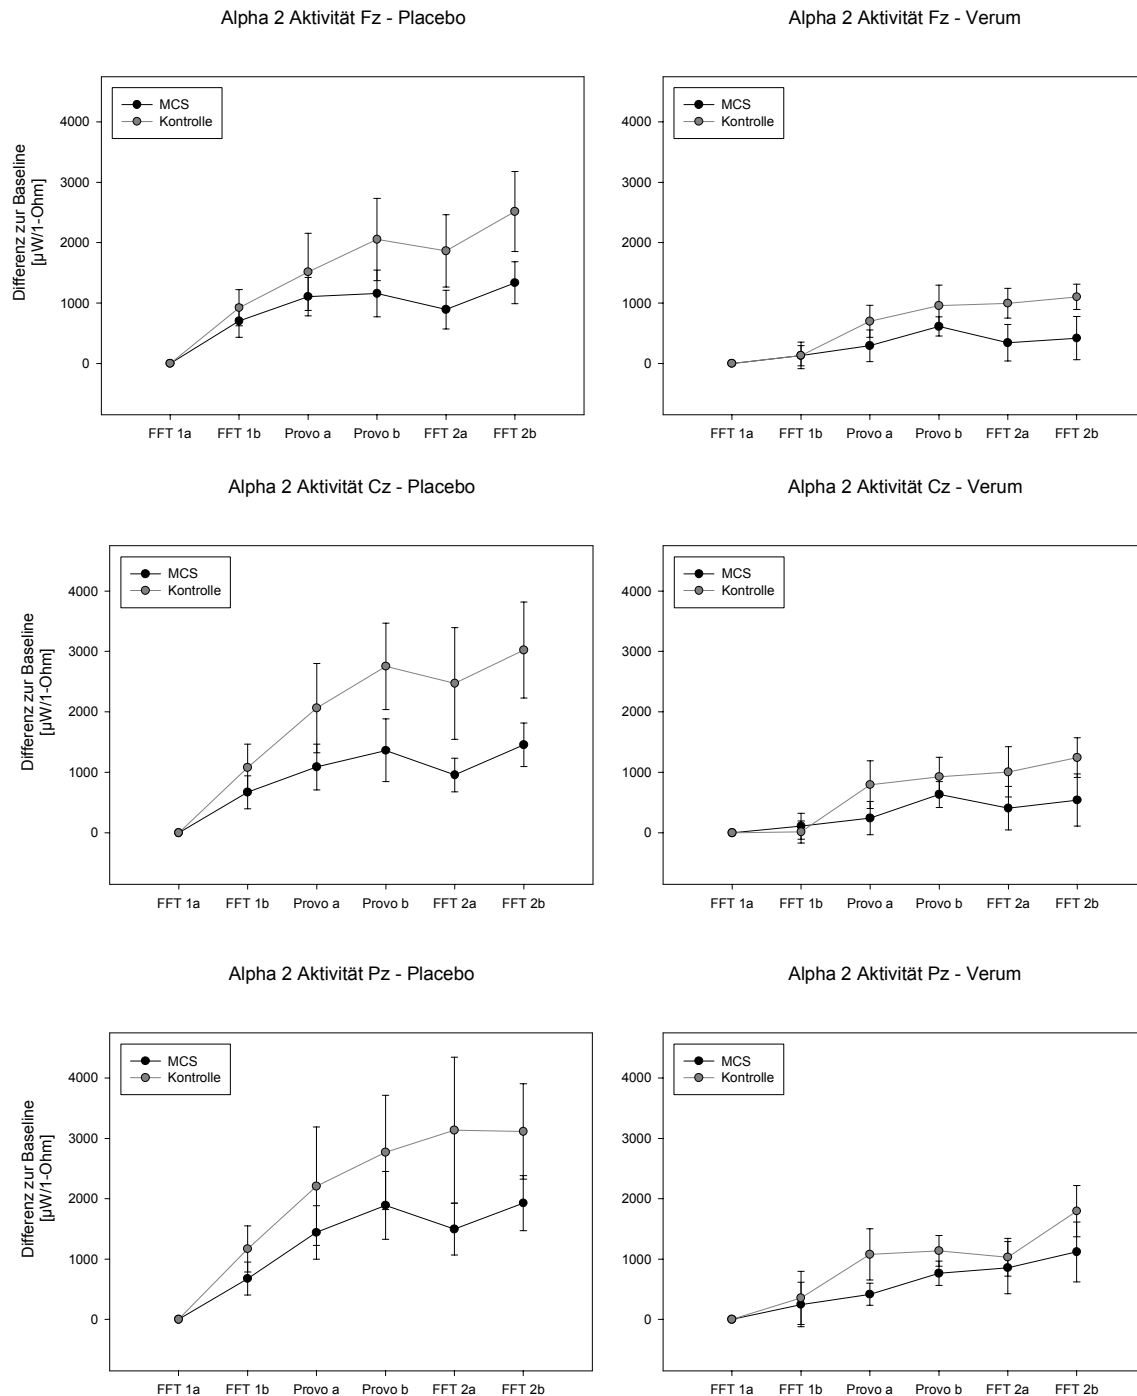 Alpha 2 Aktivität Fz - Placebo
Differenz zur Baseline
[µW/1-Ohm]
MCS
Kontrolle
4000
3000
2000
1000
0
FFT 1a FFT 1b Provo a Provo b FFT 2a FFT 2b
Alpha 2 Aktivität Fz - Verum
MCS
Kontrolle
4000
3000
2000
1000
0
FFT 1a FFT 1b Provo a Provo b FFT 2a FFT 2b
Alpha 2 Aktivität Cz - Placebo
Differenz zur Baseline
[µW/1-Ohm]
MCS
Kontrolle
4000
3000
2000
1000
0
FFT 1a FFT 1b Provo a Provo b FFT 2a FFT 2b
Alpha 2 Aktivität Cz - Verum
MCS
Kontrolle
4000
3000
2000
1000
0
FFT 1a FFT 1b Provo a Provo b FFT 2a FFT 2b
Alpha 2 Aktivität Pz - Placebo
Differenz zur Baseline
[µW/1-Ohm]
MCS
Kontrolle
4000
3000
2000
1000
0
FFT 1a FFT 1b Provo a Provo b FFT 2a FFT 2b
Alpha 2 Aktivität Pz - Verum
MCS
Kontrolle
4000
3000
2000
1000
0
FFT 1a FFT 1b Provo a Provo b FFT 2a FFT 2b